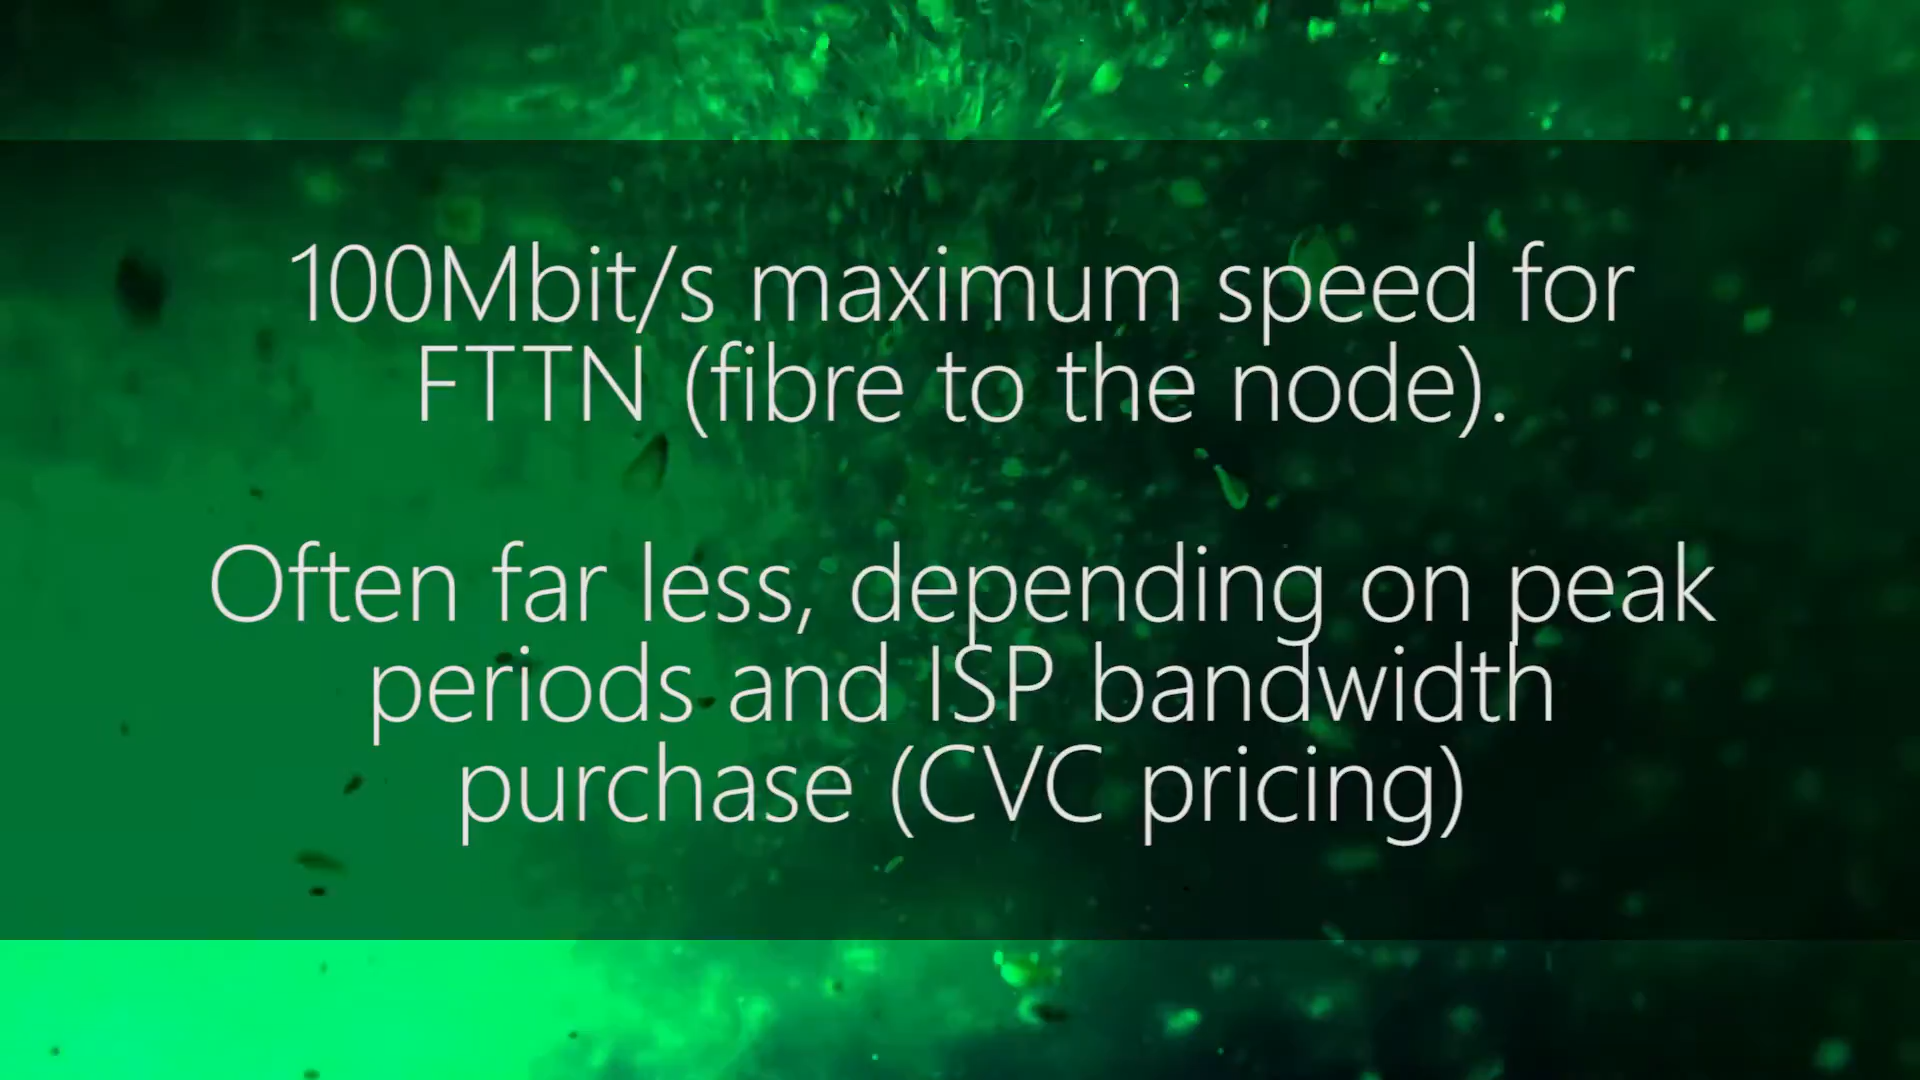 100Mbit/s maximum speed for
FTTN (fibre to the node).
Often far less, depending on peak
periods and ISP bandwidth
purchase (CVC pricing)